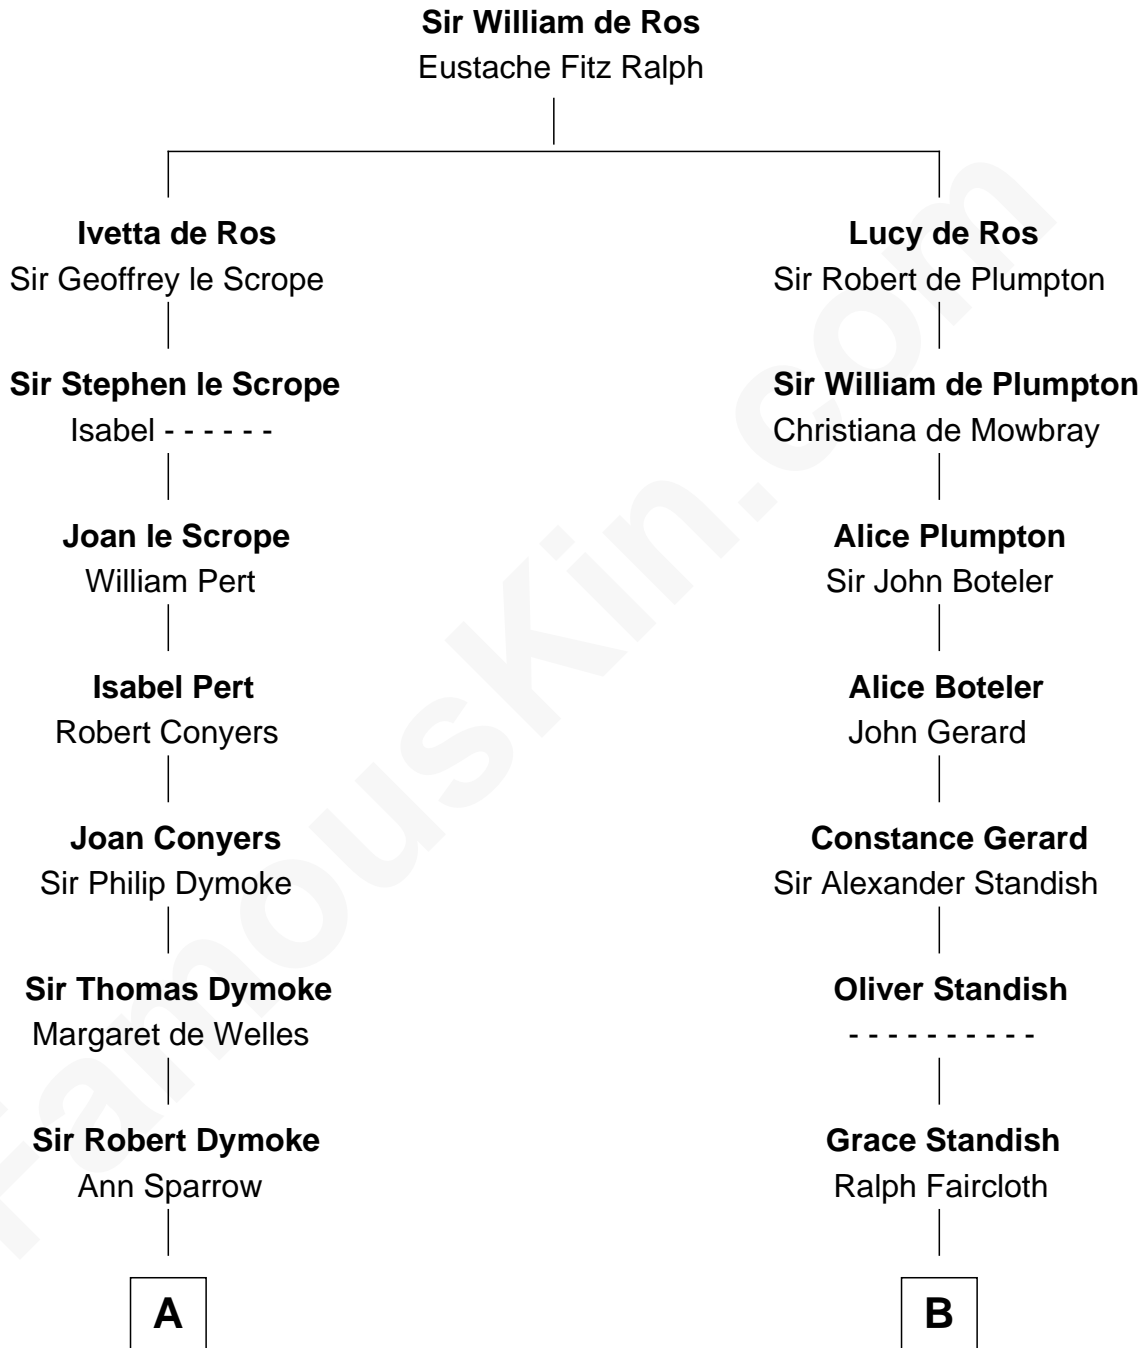 Sir William de Ros
Eustache Fitz Ralph
Ivetta de Ros
Sir Geoffrey le Scrope
Lucy de Ros
Sir Robert de Plumpton
Sir Stephen le Scrope
Isabel - - - - - -
Sir William de Plumpton
Christiana de Mowbray
Joan le Scrope
William Pert
Alice Plumpton
Sir John Boteler
Isabel Pert
Robert Conyers
Alice Boteler
John Gerard
Joan Conyers
Sir Philip Dymoke
Constance Gerard
Sir Alexander Standish
Sir Thomas Dymoke
Margaret de Welles
Oliver Standish
- - - - - - - - - -
Sir Robert Dymoke
Ann Sparrow
Grace Standish
Ralph Faircloth
A
B
FamousKin.com